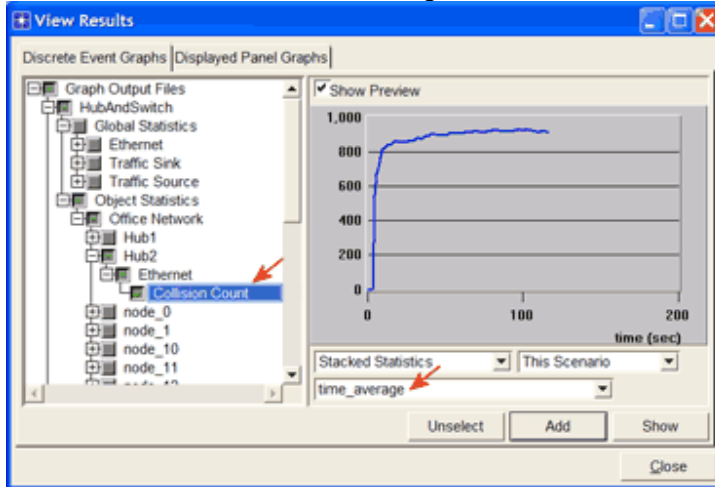 View Results
Discrete Event Graphs Displayed Panel Graphs
Graph Output Files
HubAndSwitch
Global Statistics
Ethernet
Traffic Sink
Traffic Source
Object Statistics
Office Network
Hub1
Hub2
Ethernet
Collision Count
node_0
node_1
node_10
node_11
Show Preview
1,000
800
600
400
200
0
0 100 200
time (sec)
Stacked Statistics This Scenario
time_average
Unselect Add Show
Close